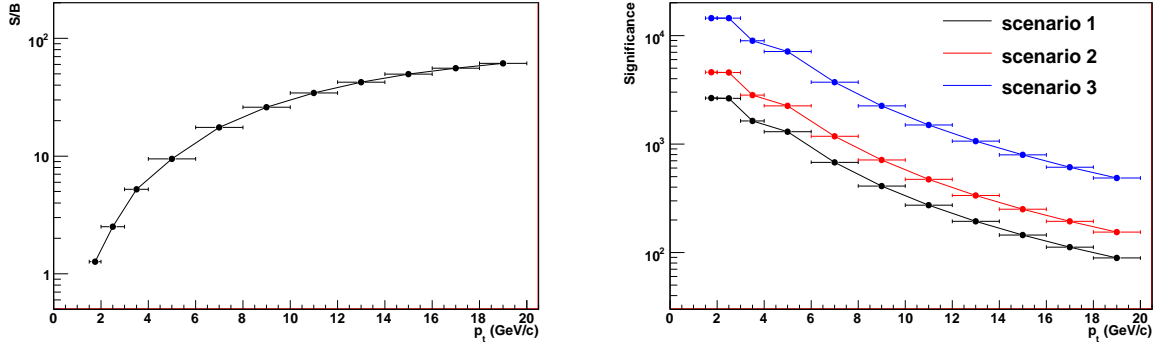 S/B
10²
10
1
0 2 4 6 8 10 12 14 16 18 20
p_t (GeV/c)
Significance
10⁴
10³
10²
scenario 1
scenario 2
scenario 3
0 2 4 6 8 10 12 14 16 18 20
p_t (GeV/c)